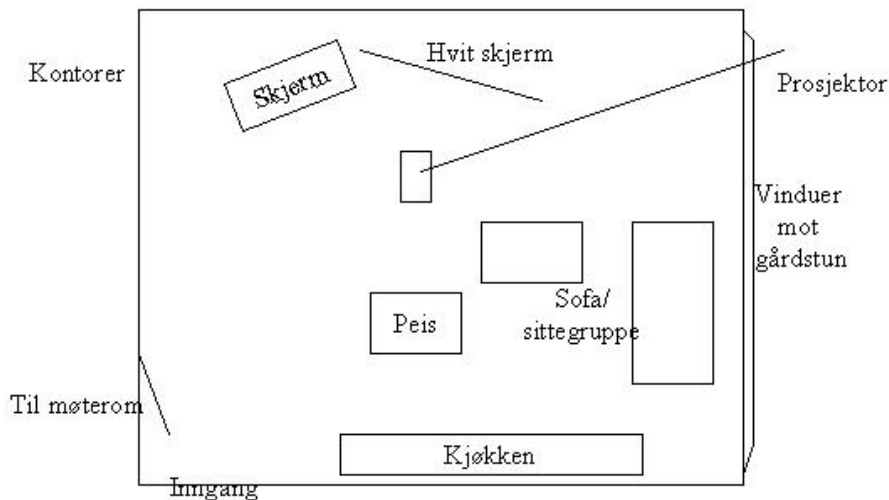 Hvit skjerm
Kontorer
Skjerm
Prosjektor
Vinduer
mot
gårdstun
Sofa/
sittegruppe
Peis
Til møterom
Kjøkken
Inngang